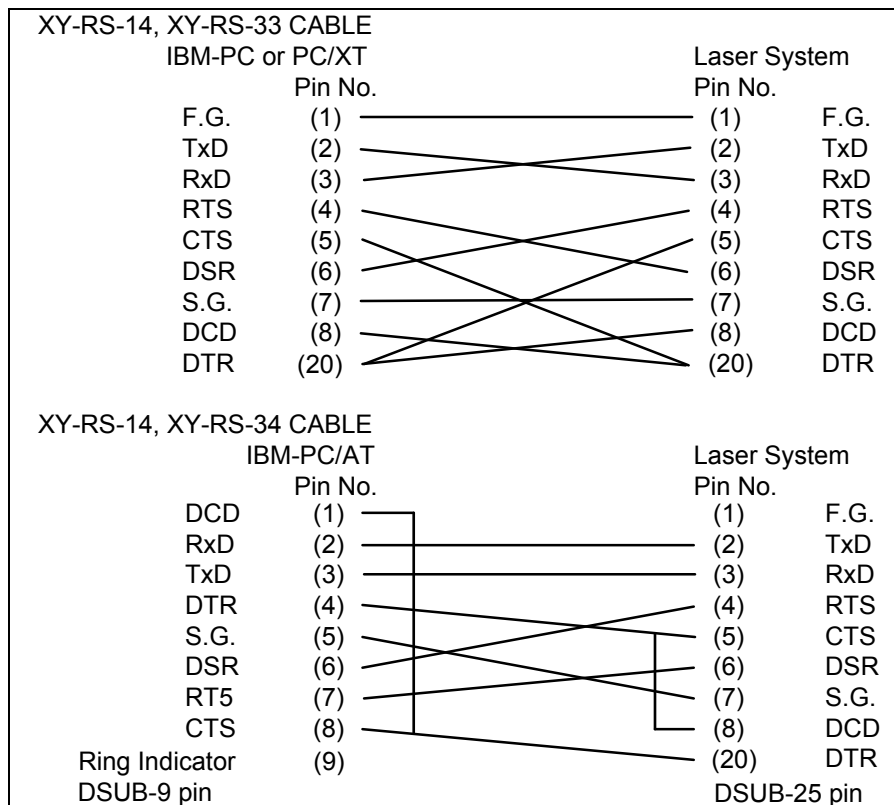 XY-RS-14, XY-RS-33 CABLE
IBM-PC or PC/XT Laser System
Pin No. Pin No.
F.G. (1) (1) F.G.
TxD (2) (2) TxD
RxD (3) (3) RxD
RTS (4) (4) RTS
CTS (5) (5) CTS
DSR (6) (6) DSR
S.G. (7) (7) S.G.
DCD (8) (8) DCD
DTR (20) (20) DTR
XY-RS-14, XY-RS-34 CABLE
IBM-PC/AT Laser System
Pin No. Pin No.
DCD (1) (1) F.G.
RxD (2) (2) TxD
TxD (3) (3) RxD
DTR (4) (4) RTS
S.G. (5) (5) CTS
DSR (6) (6) DSR
RT5 (7) (7) S.G.
CTS (8) (8) DCD
Ring Indicator (9) (20) DTR
DSUB-9 pin DSUB-25 pin